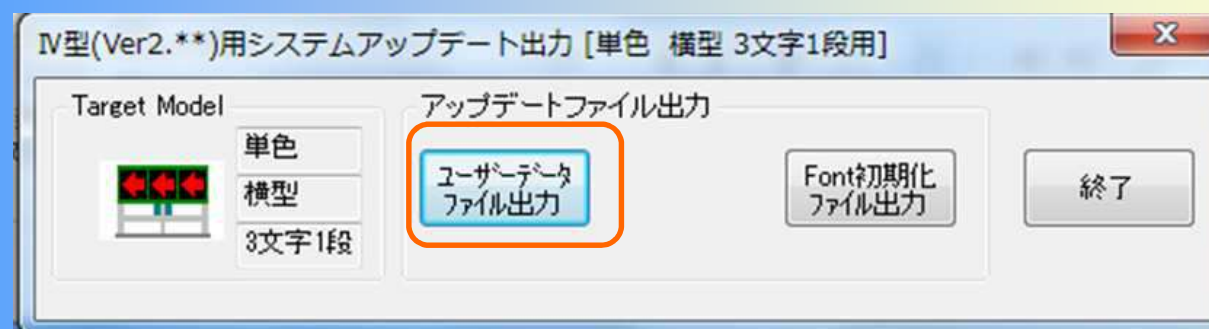 Ⅳ型(Ver2.**)用システムアップデート出力 [単色 横型 3文字1段用]
Target Model
単色
横型
3文字1段
アップデートファイル出力
ユーザーデータ
ファイル出力
Font初期化
ファイル出力
終了